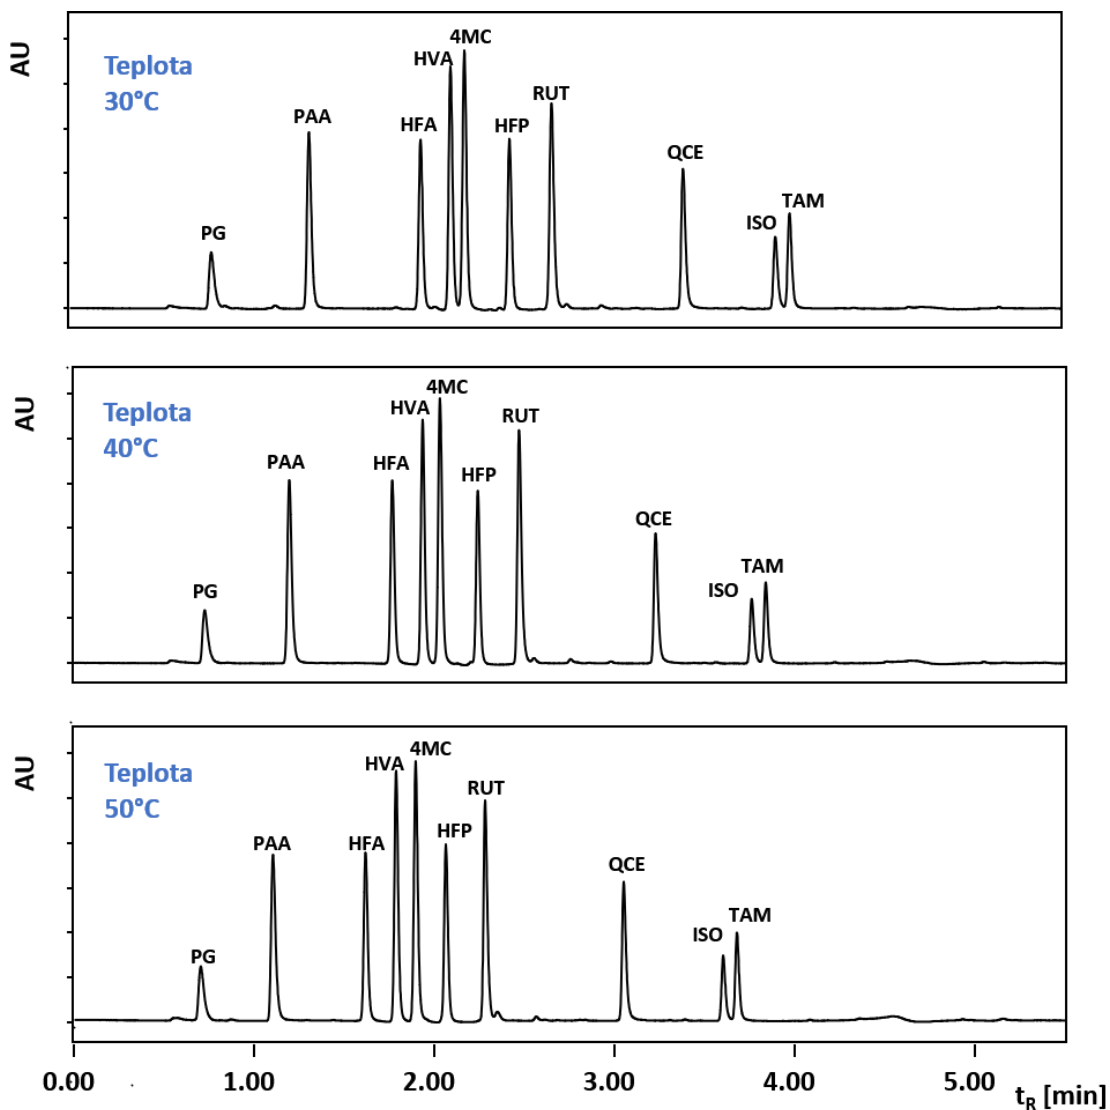 AU
Teplota
30°C
PG
PAA
HFA
HVA
4MC
HFP
RUT
QCE
ISO
TAM
AU
Teplota
40°C
PG
PAA
HFA
HVA
4MC
HFP
RUT
QCE
ISO
TAM
AU
Teplota
50°C
PG
PAA
HFA
HVA
4MC
HFP
RUT
QCE
ISO
TAM
0.00 1.00 2.00 3.00 4.00 5.00 tR [min]